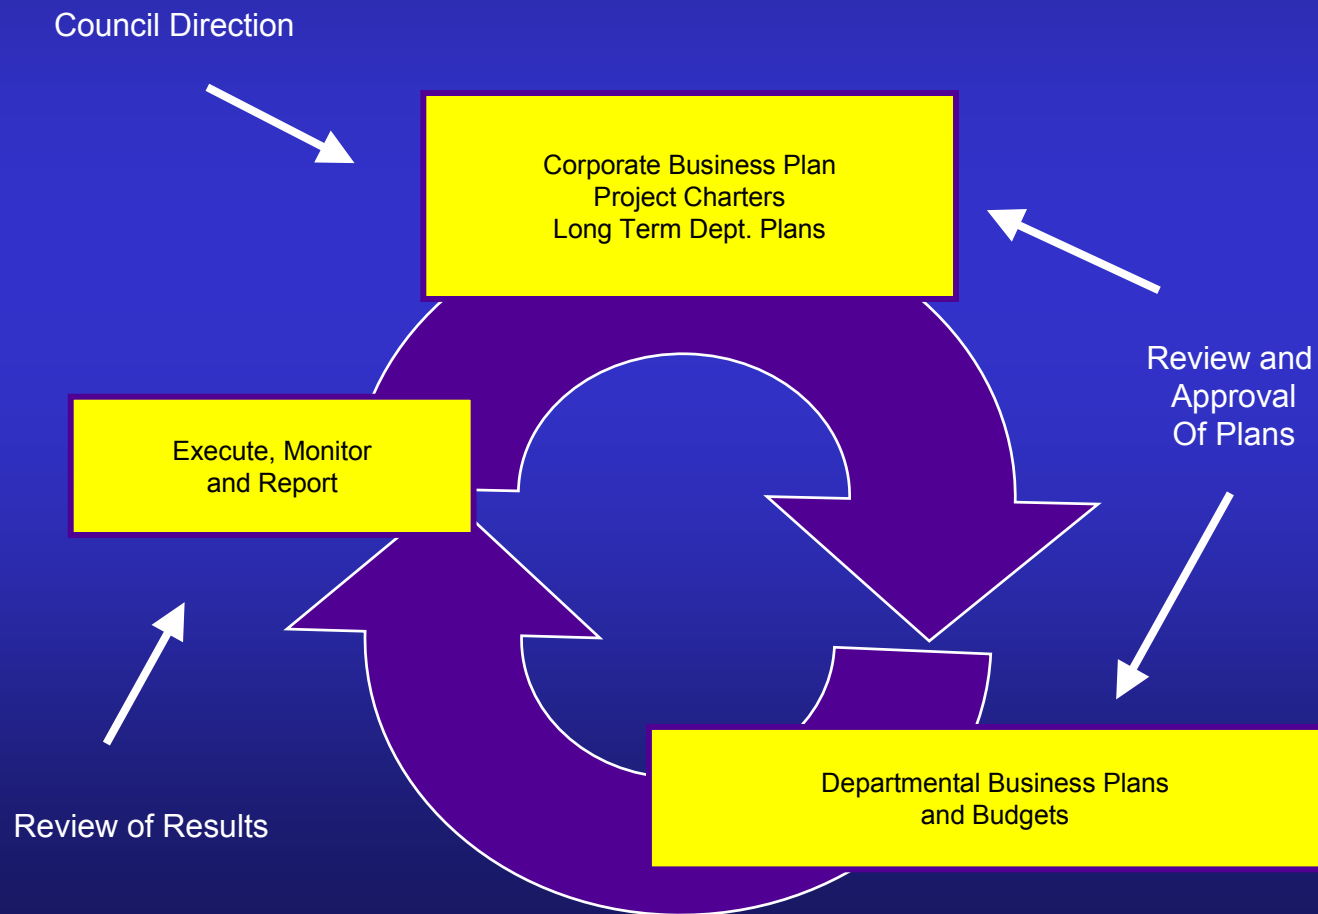 Council Direction
Corporate Business Plan
Project Charters
Long Term Dept. Plans
Review and
Approval
Of Plans
Execute, Monitor
and Report
Departmental Business Plans
and Budgets
Review of Results